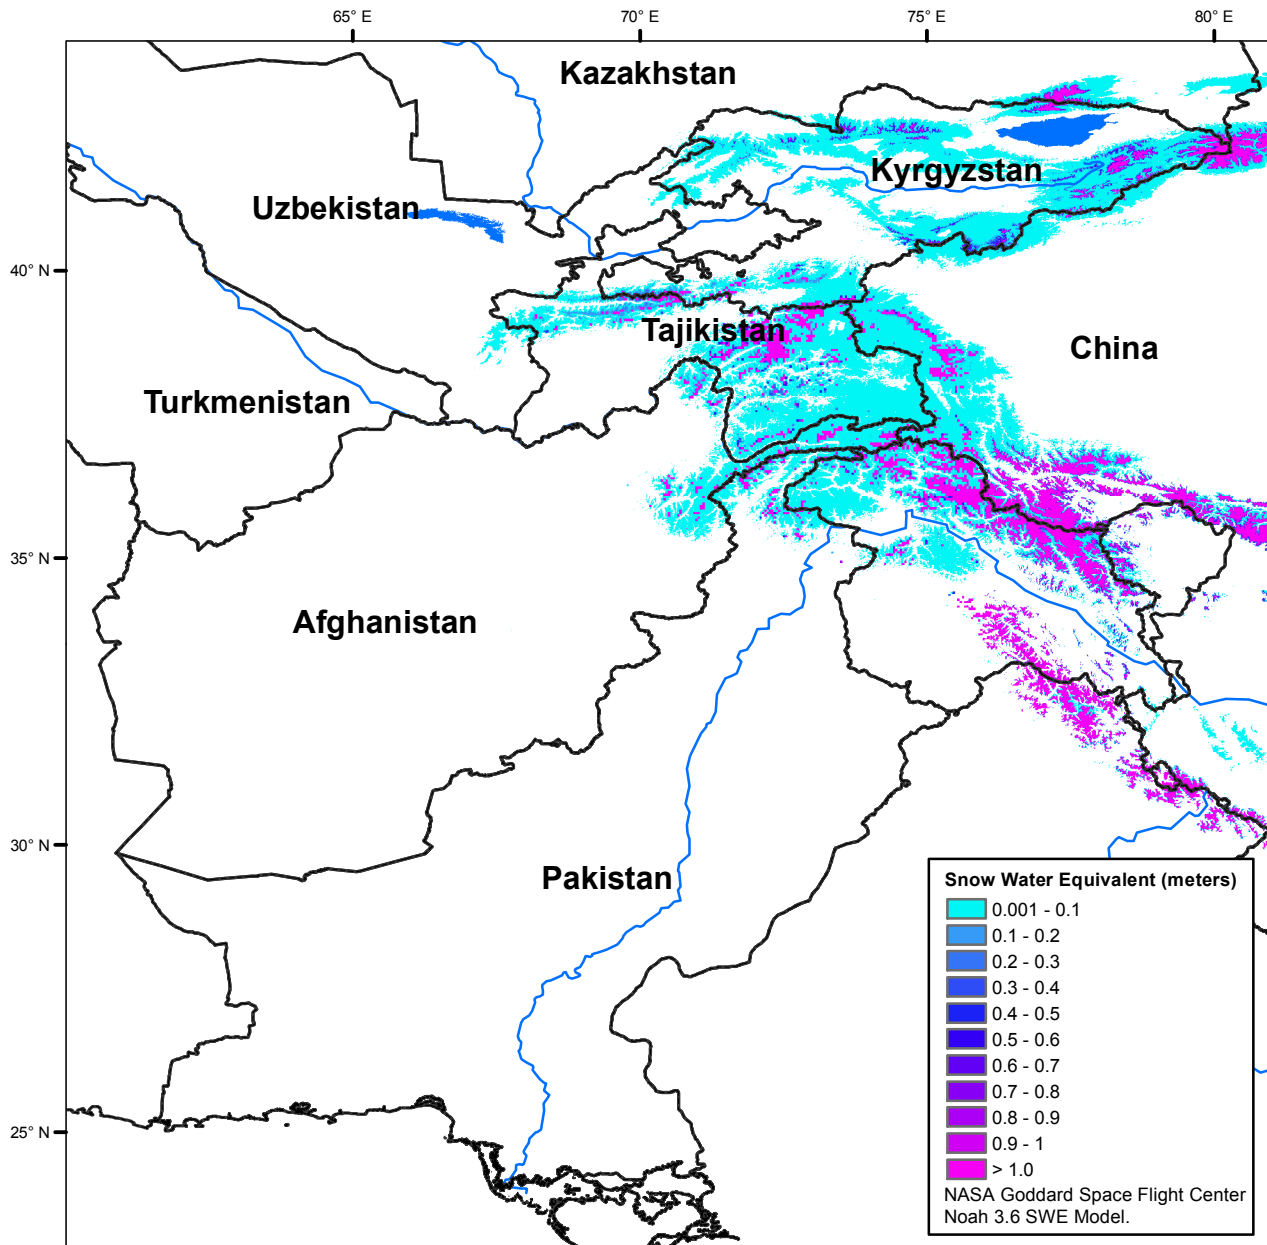 65° E
70° E
75° E
80° E
Kazakhstan
Kyrgyzstan
Uzbekistan
40° N
Tajikistan
China
Turkmenistan
35° N
Afghanistan
30° N
Pakistan
25° N
Snow Water Equivalent (meters)
0.001 - 0.1
0.1 - 0.2
0.2 - 0.3
0.3 - 0.4
0.4 - 0.5
0.5 - 0.6
0.6 - 0.7
0.7 - 0.8
0.8 - 0.9
0.9 - 1
> 1.0
NASA Goddard Space Flight Center
Noah 3.6 SWE Model.